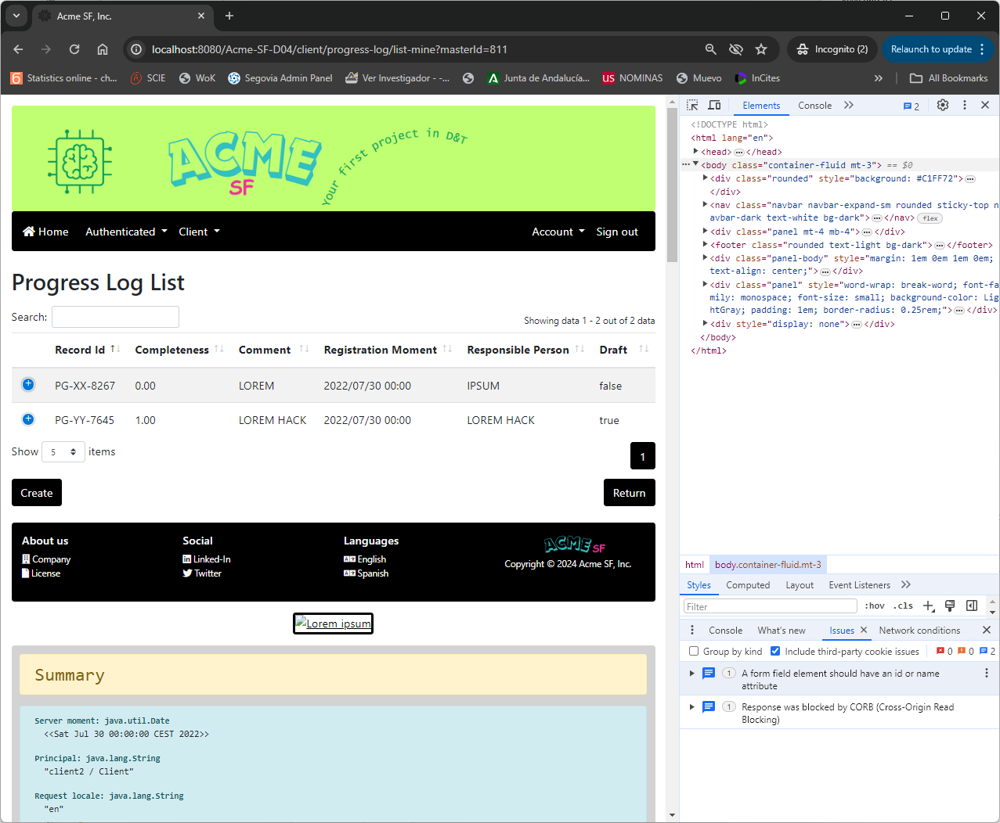 Acme SF, Inc.
localhost:8080/Acme-SF-D04/client/progress-log/list-mine?masterId=811
Incognito (2)
Relaunch to update
Statistics online - ch...
SCIE
WoK
Segovia Admin Panel
Ver Investigador - -...
Junta de Andalucía...
US NOMINAS
Muevo
InCites
All Bookmarks
ACME
SF
Your first project in D&T
Home
Authenticated
Client
Account
Sign out
Progress Log List
Search:
Showing data 1 - 2 out of 2 data
Record Id
Completeness
Comment
Registration Moment
Responsible Person
Draft
PG-XX-8267 0.00 LOREM 2022/07/30 00:00 IPSUM false
PG-YY-7645 1.00 LOREM HACK 2022/07/30 00:00 LOREM HACK true
Show 5 items
1
Create
Return
About us
Company
License
Social
Linked-In
Twitter
Languages
English
Spanish
ACME SF
Copyright © 2024 Acme SF, Inc.
Lorem ipsum
Summary
Server moment: java.util.Date
<<Sat Jul 30 00:00:00 CEST 2022>>
Principal: java.lang.String
"client2 / Client"
Request locale: java.lang.String
"en"
Elements
Console
2
<!DOCTYPE html>
<html lang="en">
<head>…</head>
<body class="container-fluid mt-3"> == $0
<div class="rounded" style="background: #C1FF72">…
</div>
<nav class="navbar navbar-expand-sm rounded sticky-top n
avbar-dark text-white bg-dark">…</nav> flex
<div class="panel mt-4 mb-4">…</div>
<footer class="rounded text-light bg-dark">…</footer>
<div class="panel-body" style="margin: 1em 0em 1em 0em;
text-align: center;">…</div>
<div class="panel" style="word-wrap: break-word; font-fa
mily: monospace; font-size: small; background-color: Lig
htGray; padding: 1em; border-radius: 0.25rem;">…</div>
<div style="display: none">…</div>
</body>
</html>
html
body.container-fluid.mt-3
Styles
Computed
Layout
Event Listeners
Filter
:hov
.cls
Console
What's new
Issues
Network conditions
Group by kind
Include third-party cookie issues
0
0
2
1 A form field element should have an id or name
attribute
1 Response was blocked by CORB (Cross-Origin Read
Blocking)